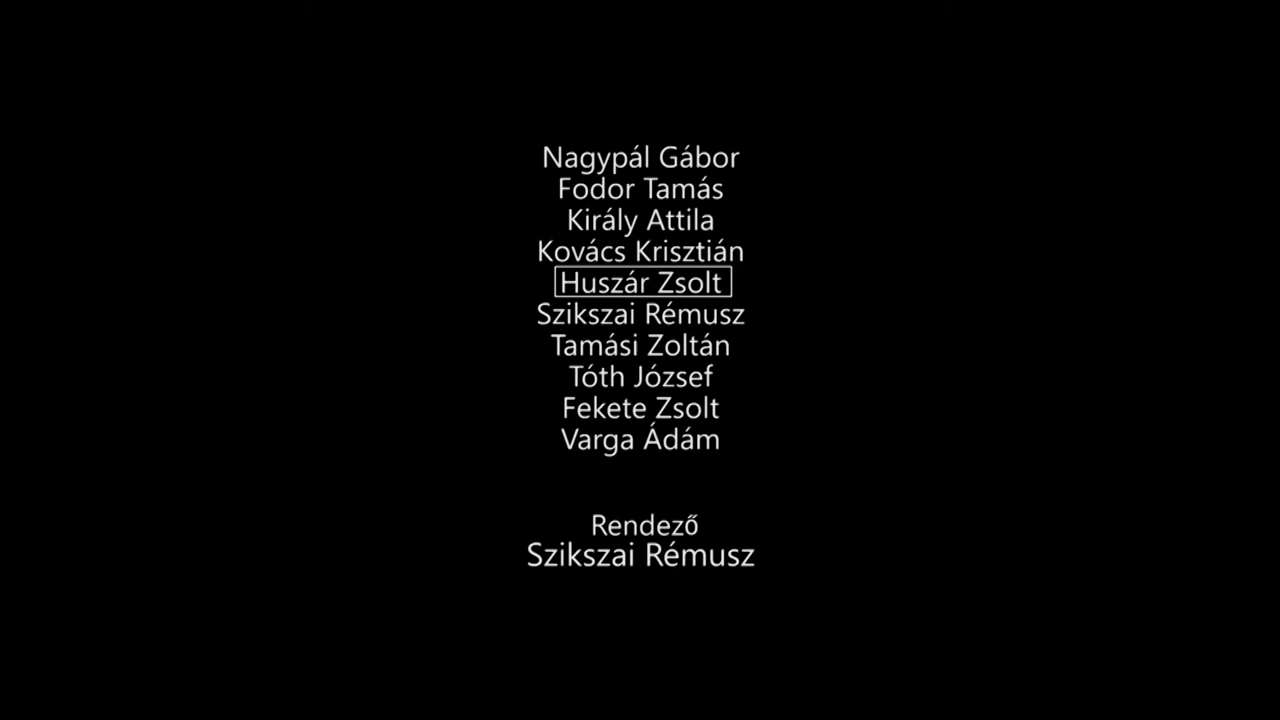 Nagypál Gábor
Fodor Tamás
Király Attila
Kovács Krisztián
Huszár Zsolt
Szikszai Rémusz
Tamási Zoltán
Tóth József
Fekete Zsolt
Varga Ádám
Rendező
Szikszai Rémusz